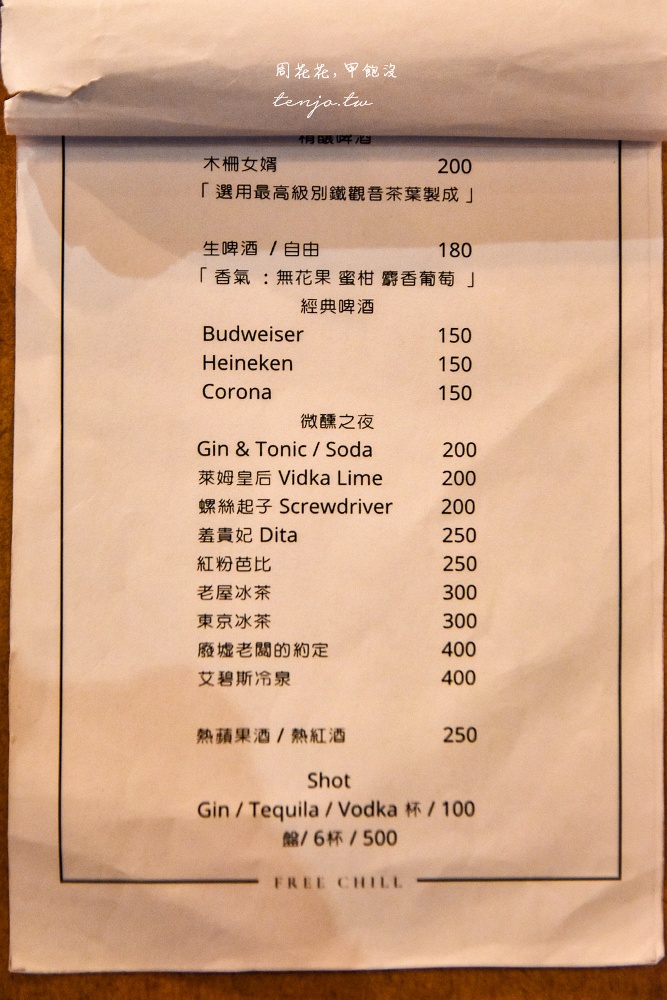 周花花,甲飽沒
tenjo.tw
精釀啤酒
木柵女婿 200
「選用最高級別鐵觀音茶葉製成」
生啤酒 / 自由 180
「香氣 : 無花果 蜜柑 麝香葡萄 」
經典啤酒
Budweiser 150
Heineken 150
Corona 150
微醺之夜
Gin & Tonic / Soda 200
萊姆皇后 Vidka Lime 200
螺絲起子 Screwdriver 200
羞貴妃 Dita 250
紅粉芭比 250
老屋冰茶 300
東京冰茶 300
廢墟老闆的約定 400
艾碧斯冷泉 400
熱蘋果酒 / 熱紅酒 250
Shot
Gin / Tequila / Vodka 杯 / 100
盤/ 6杯 / 500
FREE CHILL